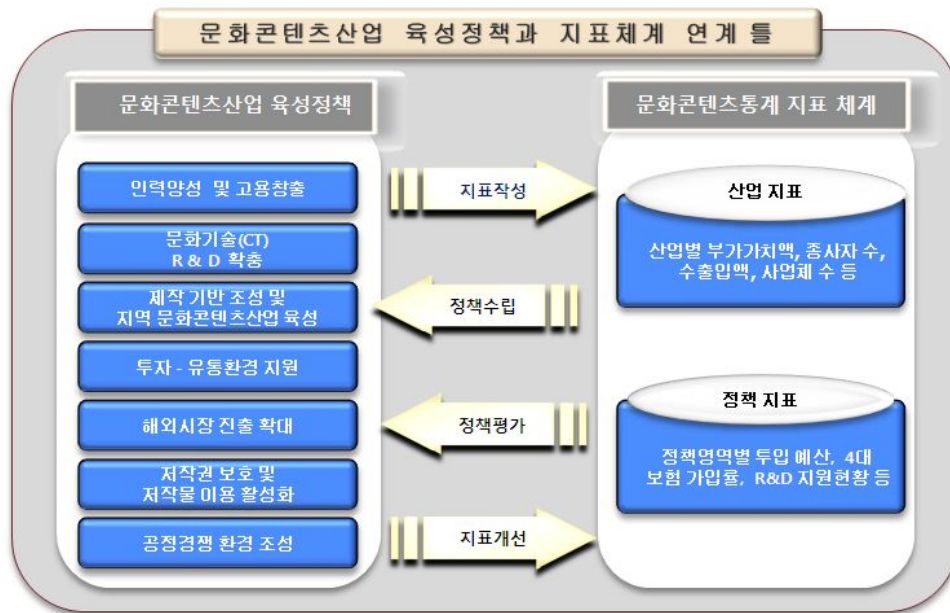 문화콘텐츠산업 육성정책과 지표체계 연계 틀
문화콘텐츠산업 육성정책
인력양성 및 고용창출
문화기술(CT)
R & D 확충
제작 기반 조성 및
지역 문화콘텐츠산업 육성
투자 - 유통환경 지원
해외시장 진출 확대
저작권 보호 및
저작물 이용 활성화
공정경쟁 환경 조성
지표작성
정책수립
정책평가
지표개선
문화콘텐츠통계 지표 체계
산업 지표
산업별 부가가치액, 종사자 수,
수출입액, 사업체 수 등
정책 지표
정책영역별 투입 예산, 4대
보험 가입률, R&D 지원현황 등